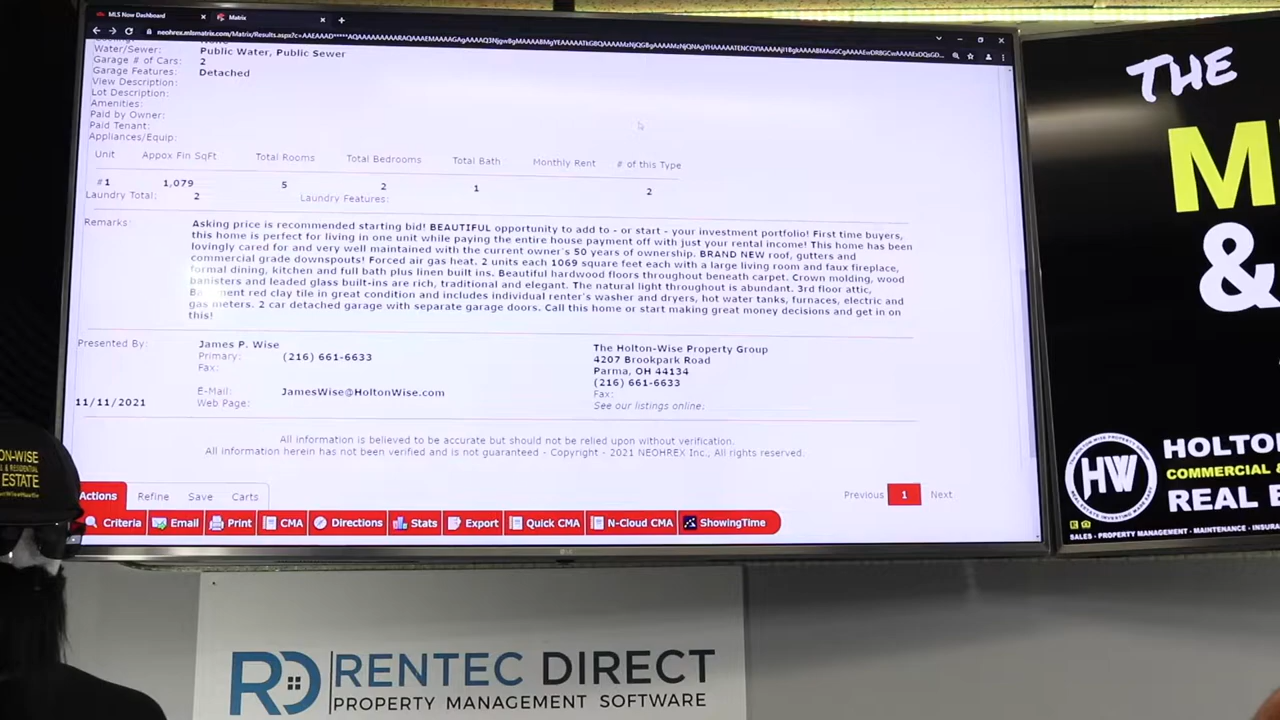 MLS Now Dashboard
Matrix
Water/Sewer: Public Water, Public Sewer
Garage # of Cars: 2
Garage Features: Detached
View Description:
Lot Description:
Amenities:
Paid by Owner:
Paid Tenant:
Appliances/Equip:
Unit Appox Fin SqFt Total Rooms Total Bedrooms Total Bath Monthly Rent # of this Type
#1 1,079 5 2 1 2
Laundry Total: 2 Laundry Features:
Remarks: Asking price is recommended starting bid! BEAUTIFUL opportunity to add to - or start - your investment portfolio! First time buyers,
this home is perfect for living in one unit while paying the entire house payment off with just your rental income! This home has been
lovingly cared for and very well maintained with the current owner's 50 years of ownership. BRAND NEW roof, gutters and
commercial grade downspouts! Forced air gas heat. 2 units each 1069 square feet each with a large living room and faux fireplace,
formal dining, kitchen and full bath plus linen built ins. Beautiful hardwood floors throughout beneath carpet. Crown molding, wood
banisters and leaded glass built-ins are rich, traditional and elegant. The natural light throughout is abundant. 3rd floor attic,
red clay tile in great condition and includes individual renter's washer and dryers, hot water tanks, furnaces, electric and
gas meters. 2 car detached garage with separate garage doors. Call this home or start making great money decisions and get in on
this!
Presented By: James P. Wise
Primary: (216) 661-6633
Fax:
E-Mail: JamesWise@HoltonWise.com
Web Page:
The Holton-Wise Property Group
4207 Brookpark Road
Parma, OH 44134
(216) 661-6633
Fax:
See our listings online:
11/11/2021
All information is believed to be accurate but should not be relied upon without verification.
All information herein has not been verified and is not guaranteed - Copyright - 2021 NEOHREX Inc., All rights reserved.
Actions Refine Save Carts
Previous 1 Next
Criteria Email Print CMA Directions Stats Export Quick CMA N-Cloud CMA ShowingTime
THE
M
&
HW
HOLTO
COMMERCIAL &
REAL E
SALES - PROPERTY MANAGEMENT - MAINTENANCE - INSURA
ON-WISE
ESTATE
RD RENTEC DIRECT
PROPERTY MANAGEMENT SOFTWARE